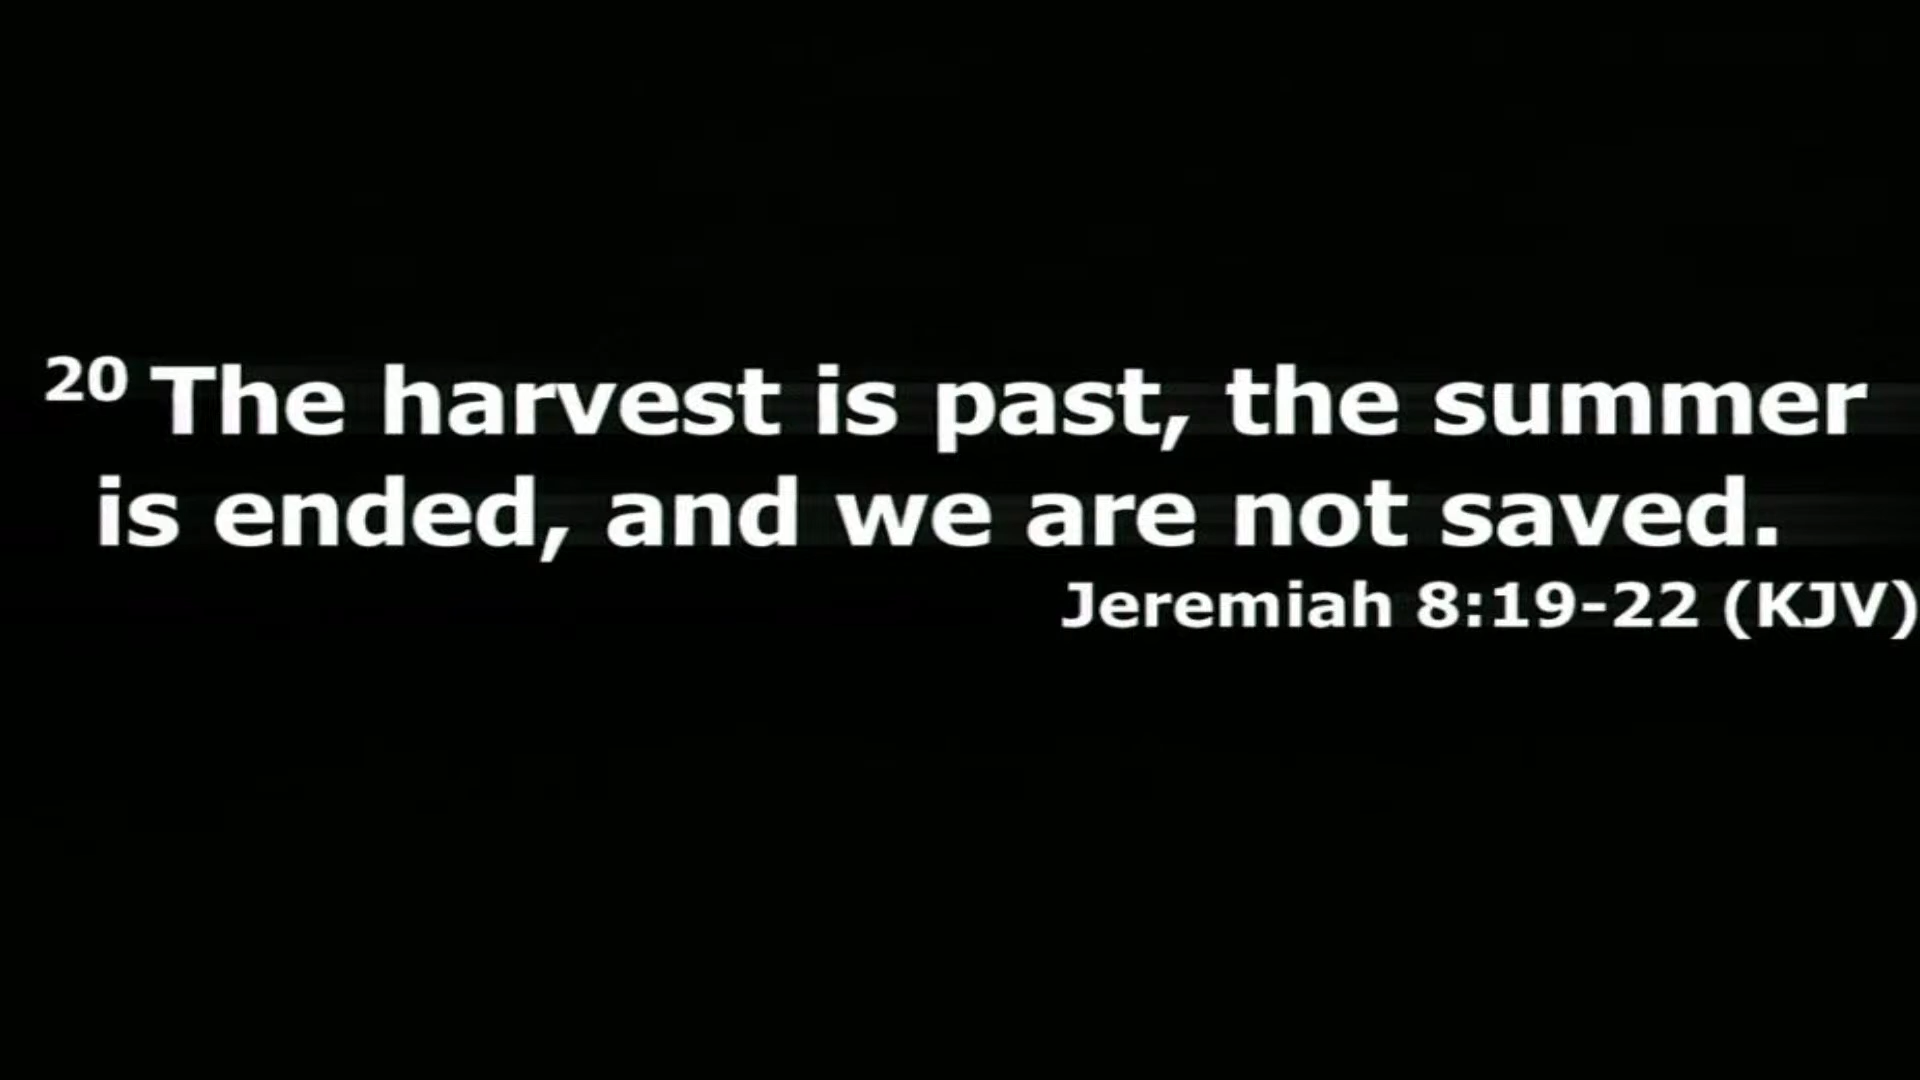 20 The harvest is past, the summer
is ended, and we are not saved.
Jeremiah 8:19-22 (KJV)